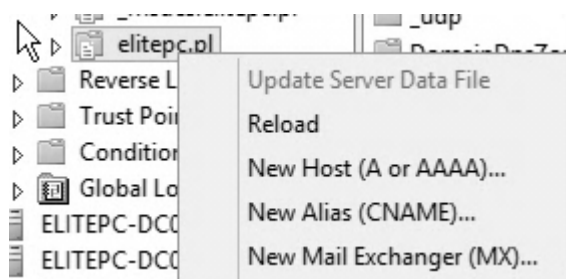 _udp
elitepc.pl
Reverse L
Update Server Data File
Trust Poi
Reload
Condition
New Host (A or AAAA)...
Global Lo
New Alias (CNAME)...
ELITEPC-DC0
ELITEPC-DC0
New Mail Exchanger (MX)...